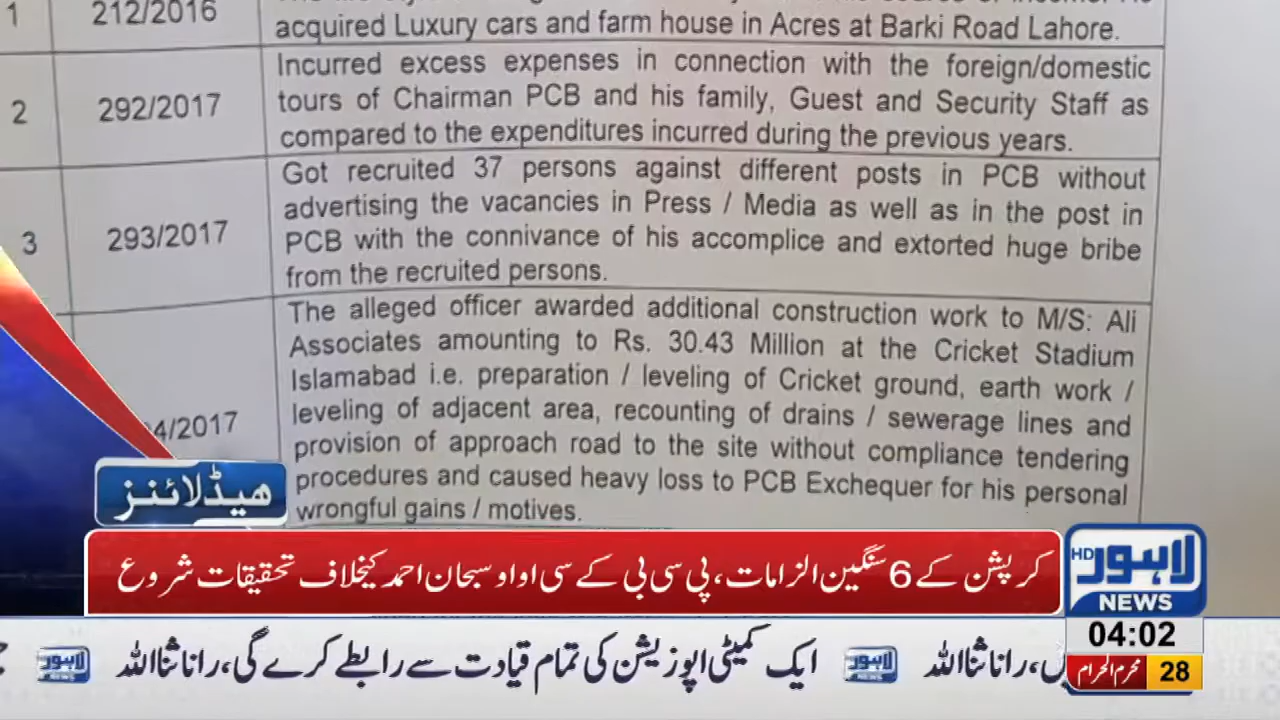 1
212/2016
acquired Luxury cars and farm house in Acres at Barki Road Lahore.
2
292/2017
Incurred excess expenses in connection with the foreign/domestic
tours of Chairman PCB and his family, Guest and Security Staff as
compared to the expenditures incurred during the previous years.
3
293/2017
Got recruited 37 persons against different posts in PCB without
advertising the vacancies in Press / Media as well as in the post in
PCB with the connivance of his accomplice and extorted huge bribe
from the recruited persons.
4/2017
The alleged officer awarded additional construction work to M/S: Ali
Associates amounting to Rs. 30.43 Million at the Cricket Stadium
Islamabad i.e. preparation / leveling of Cricket ground, earth work /
leveling of adjacent area, recounting of drains / sewerage lines and
provision of approach road to the site without compliance tendering
procedures and caused heavy loss to PCB Exchequer for his personal
wrongful gains / motives.
ہیڈلائنز
کرپشن کے 6 سنگین الزامات، پی سی بی کے سی او او سبحان احمد کیخلاف تحقیقات شروع
لاہور HD
NEWS
04:02
28 محرم الحرام
یں، رانا ثنااللہ لاہور NEWS ایک کمیٹی اپوزیشن کی تمام قیادت سے رابطے کرے گی، رانا ثنااللہ لاہور NEWS